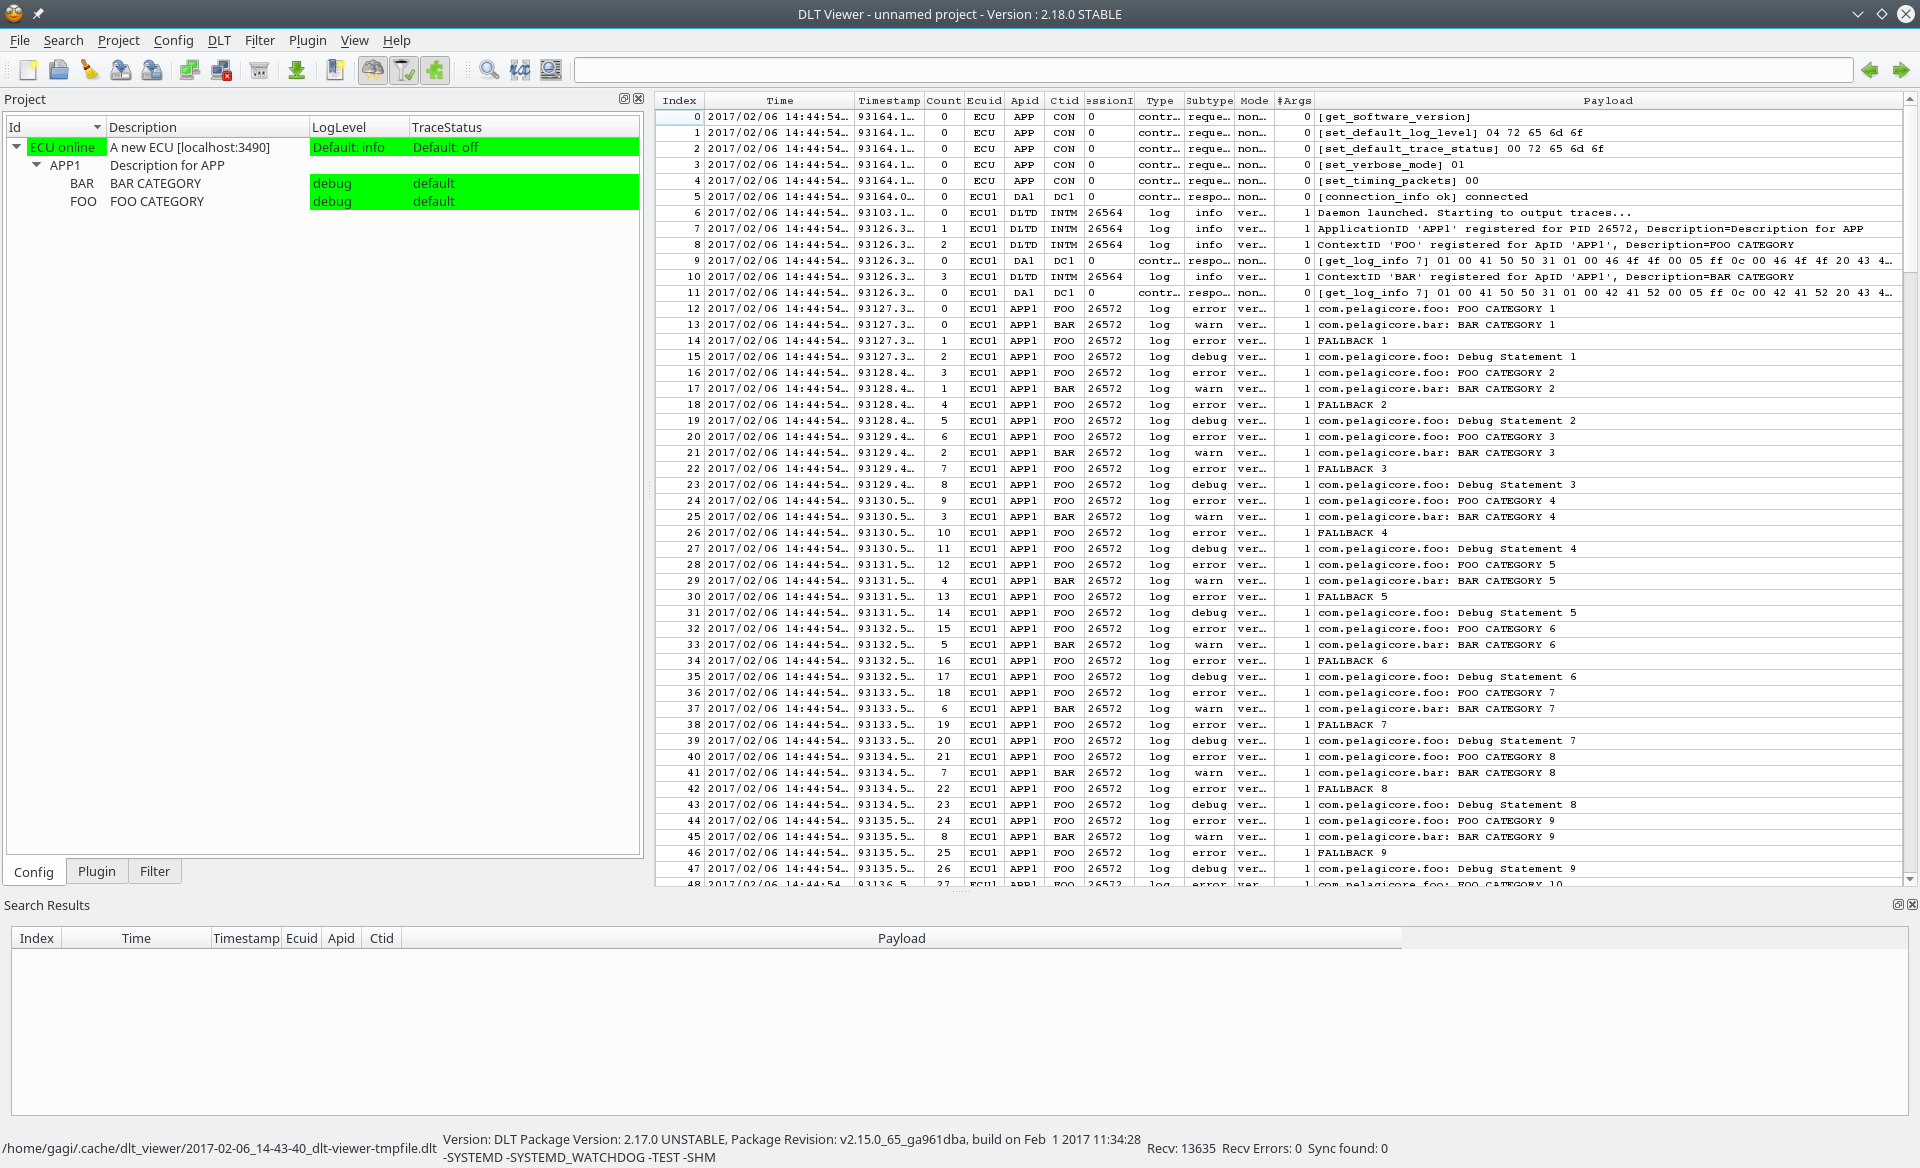 DLT Viewer - unnamed project - Version : 2.18.0 STABLE
File Search Project Config DLT Filter Plugin View Help
Project
Id Description LogLevel TraceStatus
ECU online A new ECU [localhost:3490] Default: info Default: off
APP1 Description for APP
BAR BAR CATEGORY debug default
FOO FOO CATEGORY debug default
Config Plugin Filter
Index Time Timestamp Count Ecuid Apid Ctid essionI Type Subtype Mode #Args Payload
0 2017/02/06 14:44:54… 93164.1… 0 ECU APP CON contr… reque… non… 0 [get_software_version]
1 2017/02/06 14:44:54… 93164.1… 0 ECU APP CON contr… reque… non… 0 [set_default_log_level] 04 72 65 6d 6f
2 2017/02/06 14:44:54… 93164.1… 0 ECU APP CON contr… reque… non… 0 [set_default_trace_status] 00 72 65 6d 6f
3 2017/02/06 14:44:54… 93164.1… 0 ECU APP CON contr… reque… non… 0 [set_verbose_mode] 01
4 2017/02/06 14:44:54… 93164.1… 0 ECU APP CON contr… reque… non… 0 [set_timing_packets] 00
5 2017/02/06 14:44:54… 93164.0… 0 ECU1 DA1 DC1 0 contr… respo… non… 0 [connection_info ok] connected
6 2017/02/06 14:44:54… 93103.1… 0 ECU1 DLTD INTM 26564 log info ver… 1 Daemon launched. Starting to output traces...
7 2017/02/06 14:44:54… 93126.3… 1 ECU1 DLTD INTM 26564 log info ver… 1 ApplicationID 'APP1' registered for PID 26572, Description=Description for APP
8 2017/02/06 14:44:54… 93126.3… 2 ECU1 DLTD INTM 26564 log info ver… 1 ContextID 'FOO' registered for ApID 'APP1', Description=FOO CATEGORY
9 2017/02/06 14:44:54… 93126.3… 0 ECU1 DA1 DC1 0 contr… respo… non… 0 [get_log_info 7] 01 00 41 50 50 31 01 00 46 4f 4f 00 05 ff 0c 00 46 4f 4f 20 43 4…
10 2017/02/06 14:44:54… 93126.3… 3 ECU1 DLTD INTM 26564 log info ver… 1 ContextID 'BAR' registered for ApID 'APP1', Description=BAR CATEGORY
11 2017/02/06 14:44:54… 93126.3… 0 ECU1 DA1 DC1 0 contr… respo… non… 0 [get_log_info 7] 01 00 41 50 50 31 01 00 42 41 52 00 05 ff 0c 00 42 41 52 20 43 4…
12 2017/02/06 14:44:54… 93127.3… 0 ECU1 APP1 FOO 26572 log error ver… 1 com.pelagicore.foo: FOO CATEGORY 1
13 2017/02/06 14:44:54… 93127.3… 0 ECU1 APP1 BAR 26572 log warn ver… 1 com.pelagicore.bar: BAR CATEGORY 1
14 2017/02/06 14:44:54… 93127.3… 1 ECU1 APP1 FOO 26572 log error ver… 1 FALLBACK 1
15 2017/02/06 14:44:54… 93127.3… 2 ECU1 APP1 FOO 26572 log debug ver… 1 com.pelagicore.foo: Debug Statement 1
16 2017/02/06 14:44:54… 93128.4… 3 ECU1 APP1 FOO 26572 log error ver… 1 com.pelagicore.foo: FOO CATEGORY 2
17 2017/02/06 14:44:54… 93128.4… 1 ECU1 APP1 BAR 26572 log warn ver… 1 com.pelagicore.bar: BAR CATEGORY 2
18 2017/02/06 14:44:54… 93128.4… 4 ECU1 APP1 FOO 26572 log error ver… 1 FALLBACK 2
19 2017/02/06 14:44:54… 93128.4… 5 ECU1 APP1 FOO 26572 log debug ver… 1 com.pelagicore.foo: Debug Statement 2
20 2017/02/06 14:44:54… 93129.4… 6 ECU1 APP1 FOO 26572 log error ver… 1 com.pelagicore.foo: FOO CATEGORY 3
21 2017/02/06 14:44:54… 93129.4… 2 ECU1 APP1 BAR 26572 log warn ver… 1 com.pelagicore.bar: BAR CATEGORY 3
22 2017/02/06 14:44:54… 93129.4… 7 ECU1 APP1 FOO 26572 log error ver… 1 FALLBACK 3
23 2017/02/06 14:44:54… 93129.4… 8 ECU1 APP1 FOO 26572 log debug ver… 1 com.pelagicore.foo: Debug Statement 3
24 2017/02/06 14:44:54… 93130.5… 9 ECU1 APP1 FOO 26572 log error ver… 1 com.pelagicore.foo: FOO CATEGORY 4
25 2017/02/06 14:44:54… 93130.5… 3 ECU1 APP1 BAR 26572 log warn ver… 1 com.pelagicore.bar: BAR CATEGORY 4
26 2017/02/06 14:44:54… 93130.5… 10 ECU1 APP1 FOO 26572 log error ver… 1 FALLBACK 4
27 2017/02/06 14:44:54… 93130.5… 11 ECU1 APP1 FOO 26572 log debug ver… 1 com.pelagicore.foo: Debug Statement 4
28 2017/02/06 14:44:54… 93131.5… 12 ECU1 APP1 FOO 26572 log error ver… 1 com.pelagicore.foo: FOO CATEGORY 5
29 2017/02/06 14:44:54… 93131.5… 4 ECU1 APP1 BAR 26572 log warn ver… 1 com.pelagicore.bar: BAR CATEGORY 5
30 2017/02/06 14:44:54… 93131.5… 13 ECU1 APP1 FOO 26572 log error ver… 1 FALLBACK 5
31 2017/02/06 14:44:54… 93131.5… 14 ECU1 APP1 FOO 26572 log debug ver… 1 com.pelagicore.foo: Debug Statement 5
32 2017/02/06 14:44:54… 93132.5… 15 ECU1 APP1 FOO 26572 log error ver… 1 com.pelagicore.foo: FOO CATEGORY 6
33 2017/02/06 14:44:54… 93132.5… 5 ECU1 APP1 BAR 26572 log warn ver… 1 com.pelagicore.bar: BAR CATEGORY 6
34 2017/02/06 14:44:54… 93132.5… 16 ECU1 APP1 FOO 26572 log error ver… 1 FALLBACK 6
35 2017/02/06 14:44:54… 93132.5… 17 ECU1 APP1 FOO 26572 log debug ver… 1 com.pelagicore.foo: Debug Statement 6
36 2017/02/06 14:44:54… 93133.5… 18 ECU1 APP1 FOO 26572 log error ver… 1 com.pelagicore.foo: FOO CATEGORY 7
37 2017/02/06 14:44:54… 93133.5… 6 ECU1 APP1 BAR 26572 log warn ver… 1 com.pelagicore.bar: BAR CATEGORY 7
38 2017/02/06 14:44:54… 93133.5… 19 ECU1 APP1 FOO 26572 log error ver… 1 FALLBACK 7
39 2017/02/06 14:44:54… 93133.5… 20 ECU1 APP1 FOO 26572 log debug ver… 1 com.pelagicore.foo: Debug Statement 7
40 2017/02/06 14:44:54… 93134.5… 21 ECU1 APP1 FOO 26572 log error ver… 1 com.pelagicore.foo: FOO CATEGORY 8
41 2017/02/06 14:44:54… 93134.5… 7 ECU1 APP1 BAR 26572 log warn ver… 1 com.pelagicore.bar: BAR CATEGORY 8
42 2017/02/06 14:44:54… 93134.5… 22 ECU1 APP1 FOO 26572 log error ver… 1 FALLBACK 8
43 2017/02/06 14:44:54… 93134.5… 23 ECU1 APP1 FOO 26572 log debug ver… 1 com.pelagicore.foo: Debug Statement 8
44 2017/02/06 14:44:54… 93135.5… 24 ECU1 APP1 FOO 26572 log error ver… 1 com.pelagicore.foo: FOO CATEGORY 9
45 2017/02/06 14:44:54… 93135.5… 8 ECU1 APP1 BAR 26572 log warn ver… 1 com.pelagicore.bar: BAR CATEGORY 9
46 2017/02/06 14:44:54… 93135.5… 25 ECU1 APP1 FOO 26572 log error ver… 1 FALLBACK 9
47 2017/02/06 14:44:54… 93135.5… 26 ECU1 APP1 FOO 26572 log debug ver… 1 com.pelagicore.foo: Debug Statement 9
48 2017/02/06 14:44:54… 93136.5… 27 ECU1 APP1 FOO 26572 log error ver… 1 com.pelagicore.foo: FOO CATEGORY 10
Search Results
Index Time Timestamp Ecuid Apid Ctid Payload
/home/gagi/.cache/dlt_viewer/2017-02-06_14-43-40_dlt-viewer-tmpfile.dlt
Version: DLT Package Version: 2.17.0 UNSTABLE, Package Revision: v2.15.0_65_ga961dba, build on Feb 1 2017 11:34:28
-SYSTEMD -SYSTEMD_WATCHDOG -TEST -SHM
Recv: 13635 Recv Errors: 0 Sync found: 0